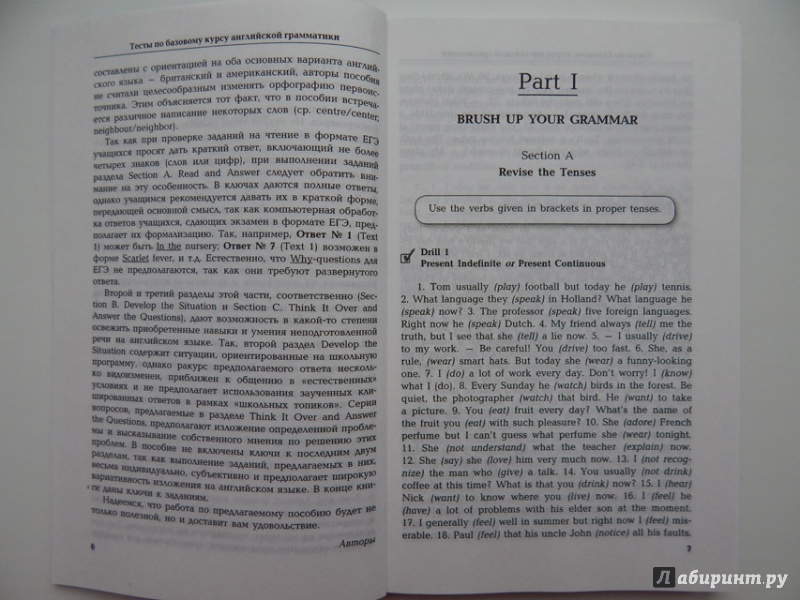 Тесты по базовому курсу английской грамматики
составлены с ориентацией на оба основных варианта англий-
ского языка – британский и американский, авторы пособия
не считали целесообразным изменять орфографию первоис-
точника. Этим объясняется тот факт, что в пособии встреча-
ется различное написание некоторых слов (ср. centre/center;
neighbour/neighbor).
Так как при проверке заданий на чтение в формате ЕГЭ
учащихся просят дать краткий ответ, включающий не более
четырех знаков (слов или цифр), при выполнении заданий
раздела Section A. Read and Answer следует обратить вни-
мание на эту особенность. В ключах даются полные ответы,
однако учащимся рекомендуется давать их в краткой форме,
передающей основной смысл, так как компьютерная обработ-
ка ответов учащихся, сдающих экзамен в формате ЕГЭ, пред-
полагает их формализацию. Так, например, Ответ № 1 (Text
1) может быть In the nursery; Ответ № 7 (Text 1) возможен в
форме Scarlet fever, и т.д. Естественно, что Why-questions для
ЕГЭ не предполагаются, так как они требуют развернутого
ответа.
Второй и третий разделы этой части, соответственно (Sec-
tion B. Develop the Situation и Section C. Think It Over and
Answer the Questions), дают возможность в какой-то степени
освежить приобретенные навыки и умения неподготовленной
речи на английском языке. Так, второй раздел Develop the
Situation содержит ситуации, ориентированные на школьную
программу, однако ракурс предполагаемого ответа несколь-
ко видоизменен, приближен к общению в «естественных»
условиях и не предполагает использования заученных кли-
шированных ответов в рамках «школьных топиков». Серии
вопросов, предлагаемые в разделе Think It Over and Answer
the Questions, предполагают изложение определенной пробле-
мы и высказывание собственного мнения по решению этих
проблем. В пособие не включены ключи к последним двум
разделам, так как выполнение заданий, предлагаемых в них,
весьма индивидуально, субъективно и предполагает широкую
вариативность изложения на английском языке. В конце кни-
ги даны ключи к заданиям.
Надеемся, что работа по предлагаемому пособию будет не
только полезной, но и доставит вам удовольствие.
Авторы
6
Part I
BRUSH UP YOUR GRAMMAR
Section A
Revise the Tenses
Use the verbs given in brackets in proper tenses.
Drill 1
Present Indefinite or Present Continuous
1. Tom usually (play) football but today he (play) tennis.
2. What language they (speak) in Holland? What language he
(speak) now? 3. The professor (speak) five foreign languages.
Right now he (speak) Dutch. 4. My friend always (tell) me the
truth, but I see that she (tell) a lie now. 5. – I usually (drive)
to my work. – Be careful! You (drive) too fast. 6. She, as a
rule, (wear) smart hats. But today she (wear) a funny-looking
one. 7. I (do) a lot of work every day. Don't worry! I (know)
what I (do). 8. Every Sunday he (watch) birds in the forest. Be
quiet, the photographer (watch) that bird. He (want) to take
a picture. 9. You (eat) fruit every day? What's the name of
the fruit you (eat) with such pleasure? 10. She (adore) French
perfume but I can't guess what perfume she (wear) tonight.
11. She (not understand) what the teacher (explain) now.
12. She (say) she (love) him very much now. 13. I (not recog-
nize) the man who (give) a talk. 14. You usually (not drink)
coffee at this time? What is that you (drink) now? 15. I (hear)
Nick (want) to know where you (live) now. 16. I (feel) he
(have) a lot of problems with his elder son at the moment.
17. I generally (feel) well in summer but right now I (feel) mis-
erable. 18. Paul (feel) that his uncle John (notice) all his faults.
7
Лабиринт.ру